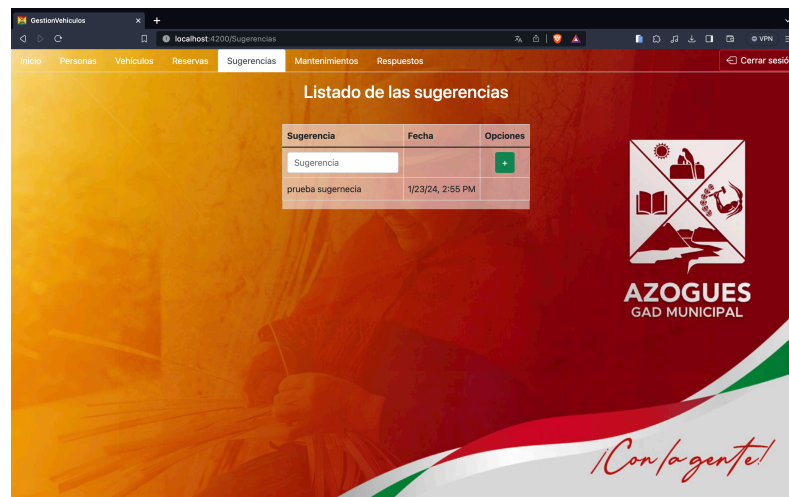 GestionVehiculos
localhost:4200/Sugerencias
VPN
Inicio Personas Vehículos Reservas Sugerencias Mantenimientos Respuestos Cerrar sesió
Listado de las sugerencias
Sugerencia Fecha Opciones
Sugerencia +
prueba sugernecia 1/23/24, 2:55 PM
AZOGUES
GAD MUNICIPAL
¡Con la gente!